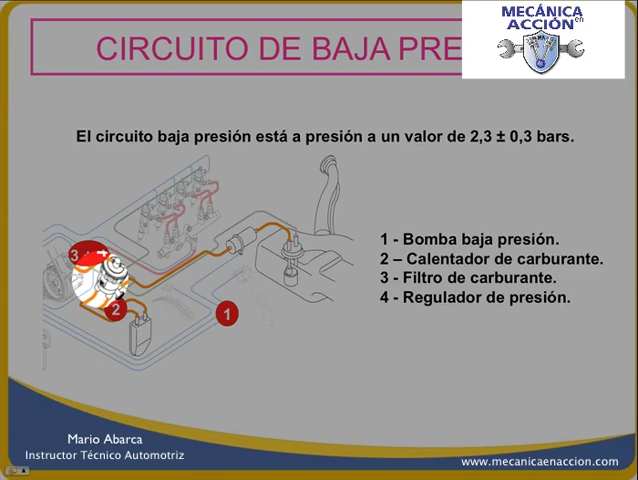 MECÁNICA
en
ACCIÓN
CIRCUITO DE BAJA PRE
El circuito baja presión está a presión a un valor de 2,3 ± 0,3 bars.
1 - Bomba baja presión.
2 – Calentador de carburante.
3 - Filtro de carburante.
4 - Regulador de presión.
3
2
1
Mario Abarca
Instructor Técnico Automotriz
www.mecanicaenaccion.com